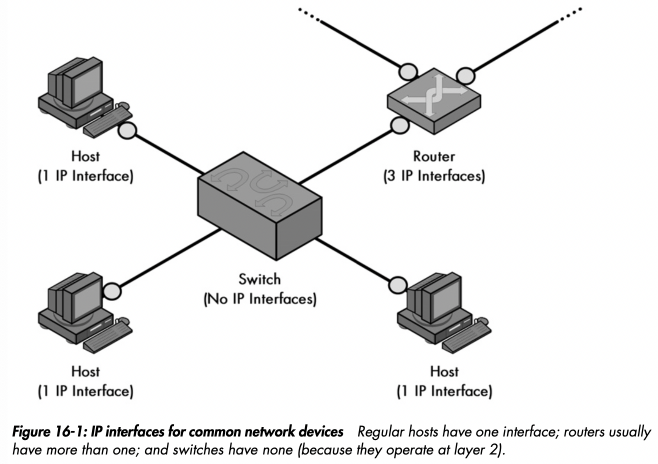 Host
(1 IP Interface)
Router
(3 IP Interfaces)
Switch
(No IP Interfaces)
Host
(1 IP Interface)
Host
(1 IP Interface)
Figure 16-1: IP interfaces for common network devices Regular hosts have one interface; routers usually
have more than one; and switches have none (because they operate at layer 2).